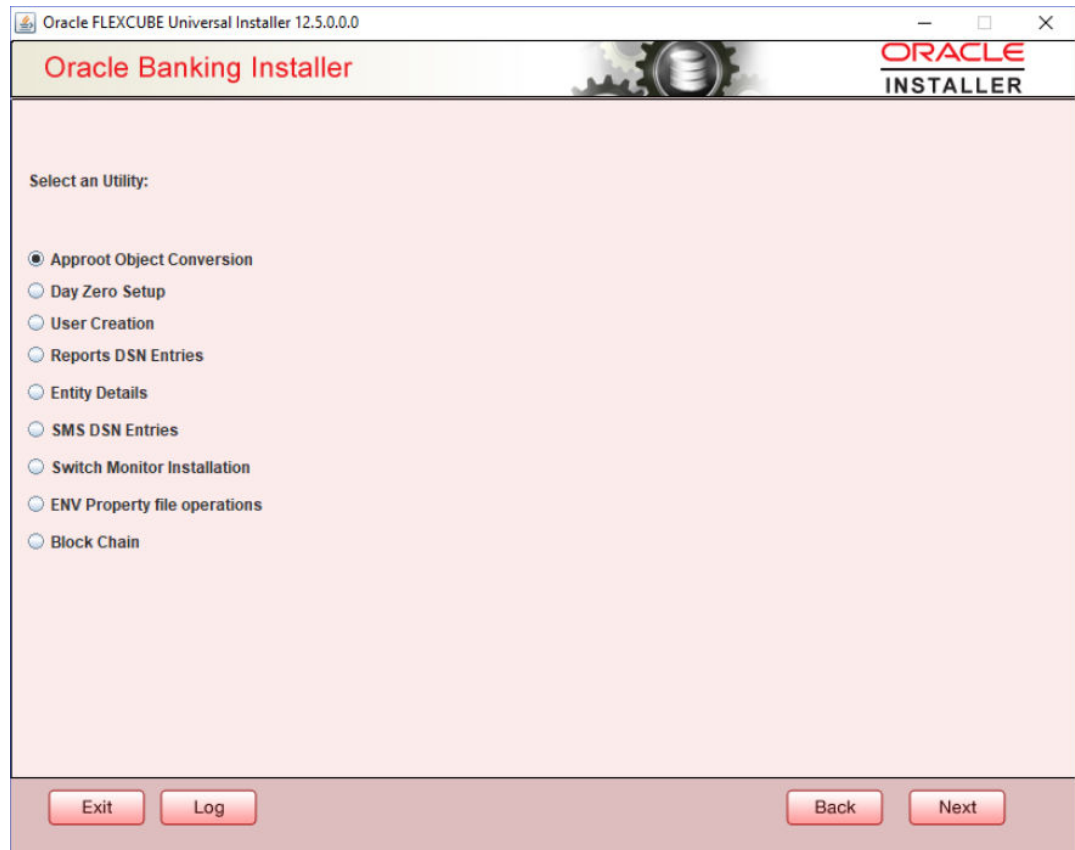 Oracle FLEXCUBE Universal Installer 12.5.0.0.0
Oracle Banking Installer
ORACLE
INSTALLER
Select an Utility:
Approot Object Conversion
Day Zero Setup
User Creation
Reports DSN Entries
Entity Details
SMS DSN Entries
Switch Monitor Installation
ENV Property file operations
Block Chain
Exit Log Back Next